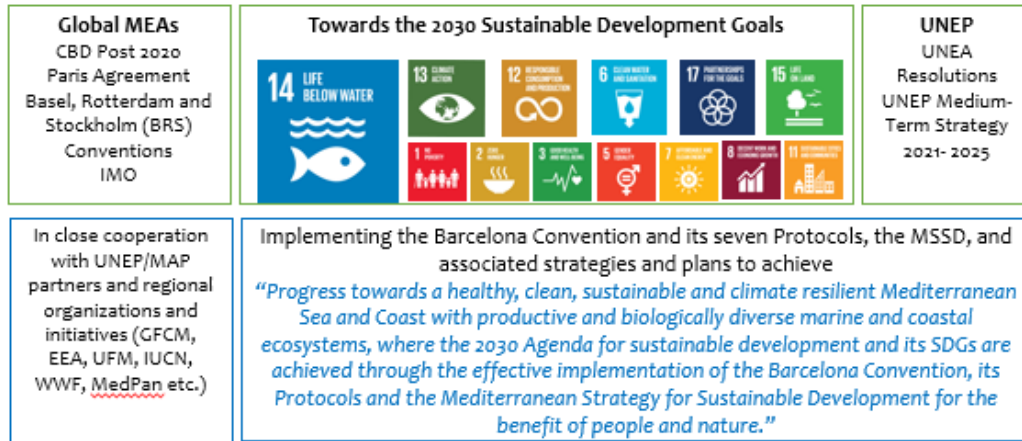 Global MEAs
CBD Post 2020
Paris Agreement
Basel, Rotterdam and
Stockholm (BRS)
Conventions
IMO
Towards the 2030 Sustainable Development Goals
14 LIFE
BELOW WATER
13 CLIMATE
ACTION
12 RESPONSIBLE
CONSUMPTION
AND PRODUCTION
6 CLEAN WATER
AND SANITATION
17 PARTNERSHIPS
FOR THE GOALS
15 LIFE
ON LAND
1 NO
POVERTY
2 ZERO
HUNGER
3 GOOD HEALTH
AND WELL-BEING
5 GENDER
EQUALITY
7 AFFORDABLE AND
CLEAN ENERGY
8 DECENT WORK AND
ECONOMIC GROWTH
11 SUSTAINABLE CITIES
AND COMMUNITIES
UNEP
UNEA
Resolutions
UNEP Medium-
Term Strategy
2021- 2025
In close cooperation
with UNEP/MAP
partners and regional
organizations and
initiatives (GFCM,
EEA, UFM, IUCN,
WWF, MedPan etc.)
Implementing the Barcelona Convention and its seven Protocols, the MSSD, and
associated strategies and plans to achieve
“Progress towards a healthy, clean, sustainable and climate resilient Mediterranean
Sea and Coast with productive and biologically diverse marine and coastal
ecosystems, where the 2030 Agenda for sustainable development and its SDGs are
achieved through the effective implementation of the Barcelona Convention, its
Protocols and the Mediterranean Strategy for Sustainable Development for the
benefit of people and nature.”